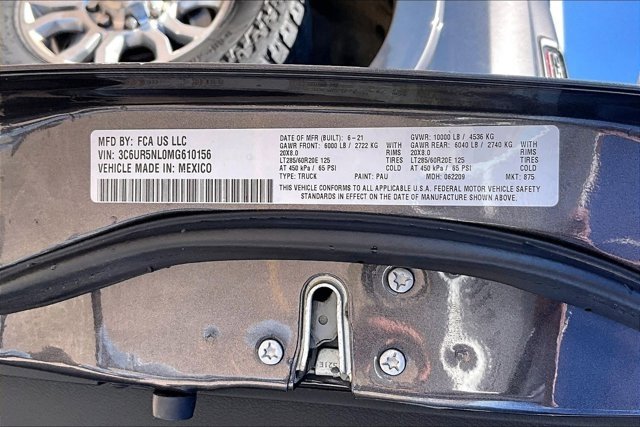 MFD BY: FCA US LLC
VIN: 3C6UR5NL0MG610156
VEHICLE MADE IN: MEXICO
DATE OF MFR (BUILT): 6-21 GVWR: 10000 LB / 4536 KG
GAWR FRONT: 6000 LB / 2722 KG WITH GAWR REAR: 6040 LB / 2740 KG WITH
20X8.0 RIMS 20X8.0 RIMS
LT285/60R20E 125 TIRES LT285/60R20E 125 TIRES
AT 450 kPa / 65 PSI COLD AT 450 kPa / 65 PSI COLD
TYPE: TRUCK PAINT: PAU MDH: 062209 MKT: 875
THIS VEHICLE CONFORMS TO ALL APPLICABLE U.S.A. FEDERAL MOTOR VEHICLE SAFETY
STANDARDS IN EFFECT ON THE DATE OF MANUFACTURE SHOWN ABOVE.